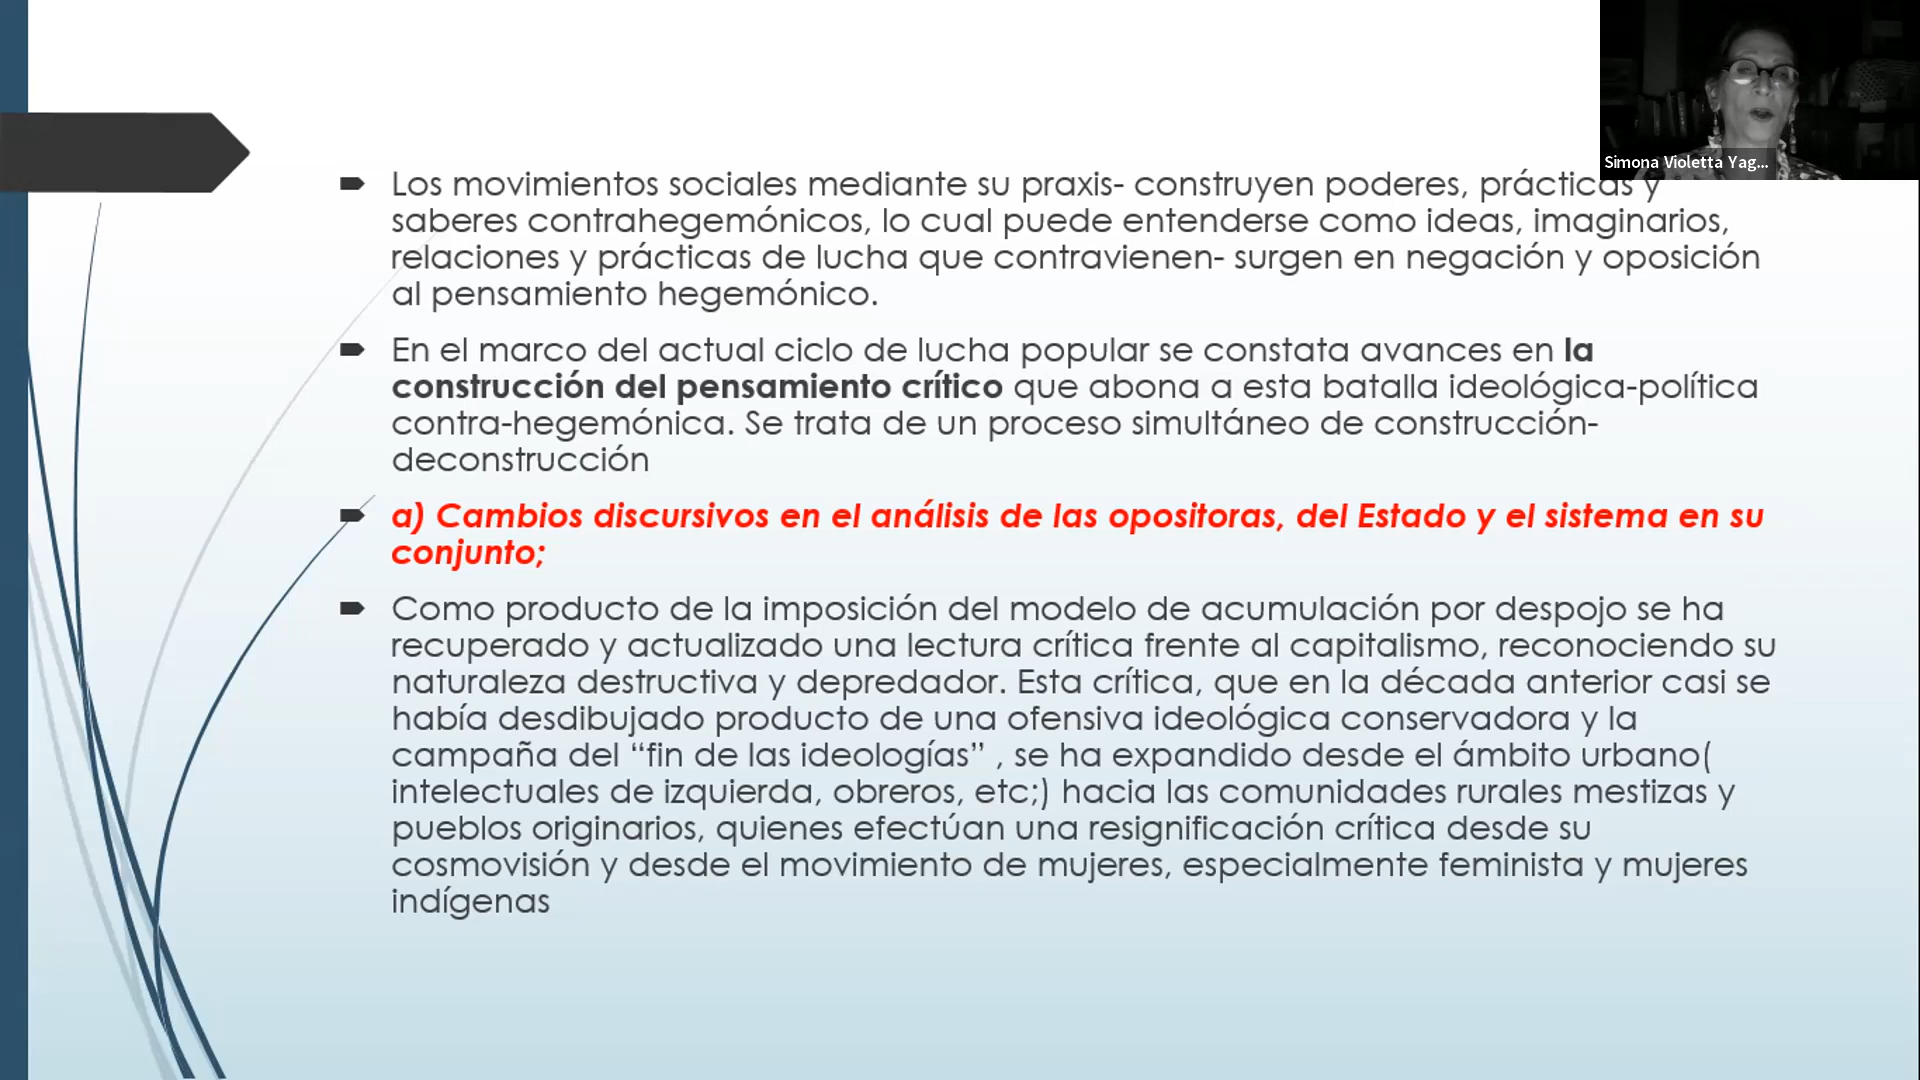 Simona Violetta Yag...
Los movimientos sociales mediante su praxis- construyen poderes, prácticas y
saberes contrahegemónicos, lo cual puede entenderse como ideas, imaginarios,
relaciones y prácticas de lucha que contravienen- surgen en negación y oposición
al pensamiento hegemónico.
En el marco del actual ciclo de lucha popular se constata avances en la
construcción del pensamiento crítico que abona a esta batalla ideológica-política
contra-hegemónica. Se trata de un proceso simultáneo de construcción-
deconstrucción
a) Cambios discursivos en el análisis de las opositoras, del Estado y el sistema en su
conjunto;
Como producto de la imposición del modelo de acumulación por despojo se ha
recuperado y actualizado una lectura crítica frente al capitalismo, reconociendo su
naturaleza destructiva y depredador. Esta crítica, que en la década anterior casi se
había desdibujado producto de una ofensiva ideológica conservadora y la
campaña del “fin de las ideologías” , se ha expandido desde el ámbito urbano(
intelectuales de izquierda, obreros, etc;) hacia las comunidades rurales mestizas y
pueblos originarios, quienes efectúan una resignificación crítica desde su
cosmovisión y desde el movimiento de mujeres, especialmente feminista y mujeres
indígenas